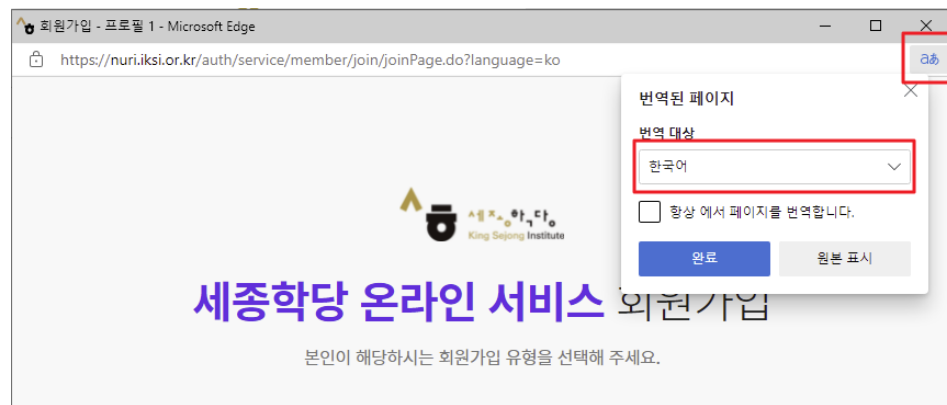 회원가입 - 프로필 1 - Microsoft Edge
https://nuri.iksi.or.kr/auth/service/member/join/joinPage.do?language=ko
aあ
번역된 페이지
번역 대상
한국어
항상 에서 페이지를 번역합니다.
완료
원본 표시
세종학당
King Sejong Institute
세종학당 온라인 서비스 회원가입
본인이 해당하시는 회원가입 유형을 선택해 주세요.